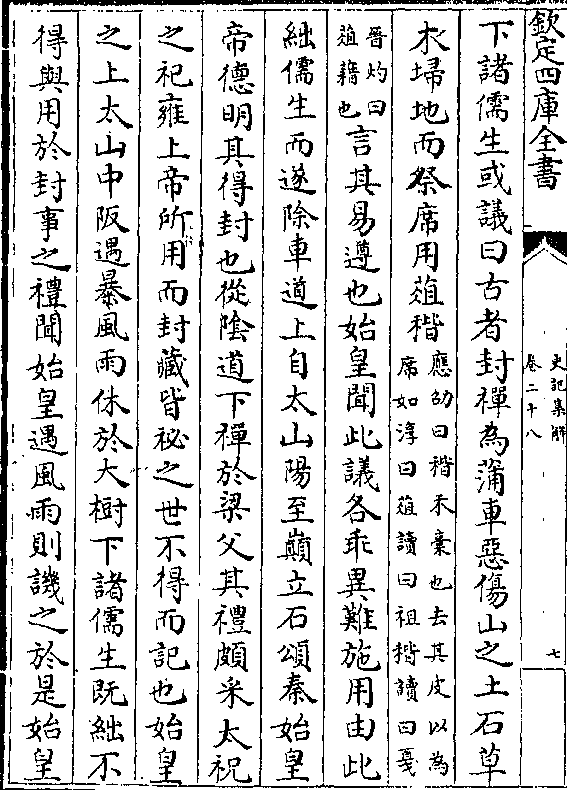 欽定四庫全書
史記集解
卷二十八
七
下諸儒生或議曰古者封禪為蒲車惡傷山之土石草
木埽地而祭席用葅稭
應劭曰稭禾稾也去其皮以為
席如淳曰葅讀曰租稭讀曰戛
晉灼曰
葅藉也
言其易遵也始皇聞此議各乖異難施用由此
絀儒生而遂除車道上自太山陽至巔立石頌秦始皇
帝德明其得封也從陰道下禪於梁父其禮頗采太祝
之祀雍上帝所用而封藏皆祕之世不得而記也始皇
之上太山中阪遇暴風雨休於大樹下諸儒生既絀不
得與用於封事之禮聞始皇遇風雨則譏之於是始皇